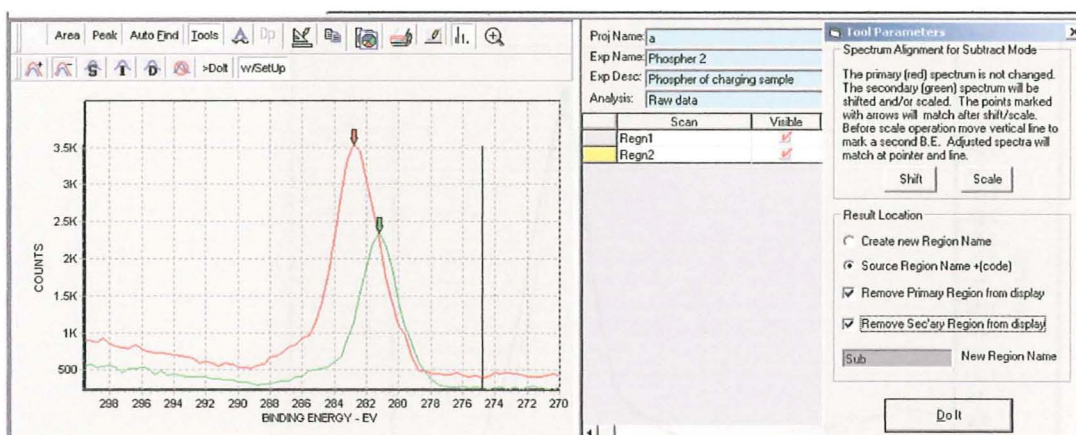 Area Peak Auto Find Tools Dp
S I D >DoIt w/SetUp
3.5K
3K
2.5K
2K
1.5K
1K
500
COUNTS
298 296 294 292 290 288 286 284 282 280 278 276 274 272 270
BINDING ENERGY - EV
Proj Name: a
Exp Name: Phospher 2
Exp Desc: Phospher of charging sample
Analysis: Raw data
Scan Visible
Regn1
Regn2
Tool Parameters
Spectrum Alignment for Subtract Mode
The primary (red) spectrum is not changed.
The secondary (green) spectrum will be
shifted and/or scaled. The points marked
with arrows will match after shift/scale.
Before scale operation move vertical line to
mark a second B.E. Adjusted spectra will
match at pointer and line.
Shift Scale
Result Location
Create new Region Name
Source Region Name +(code)
Remove Primary Region from display
Remove Sec'ary Region from display
Sub New Region Name
Do It